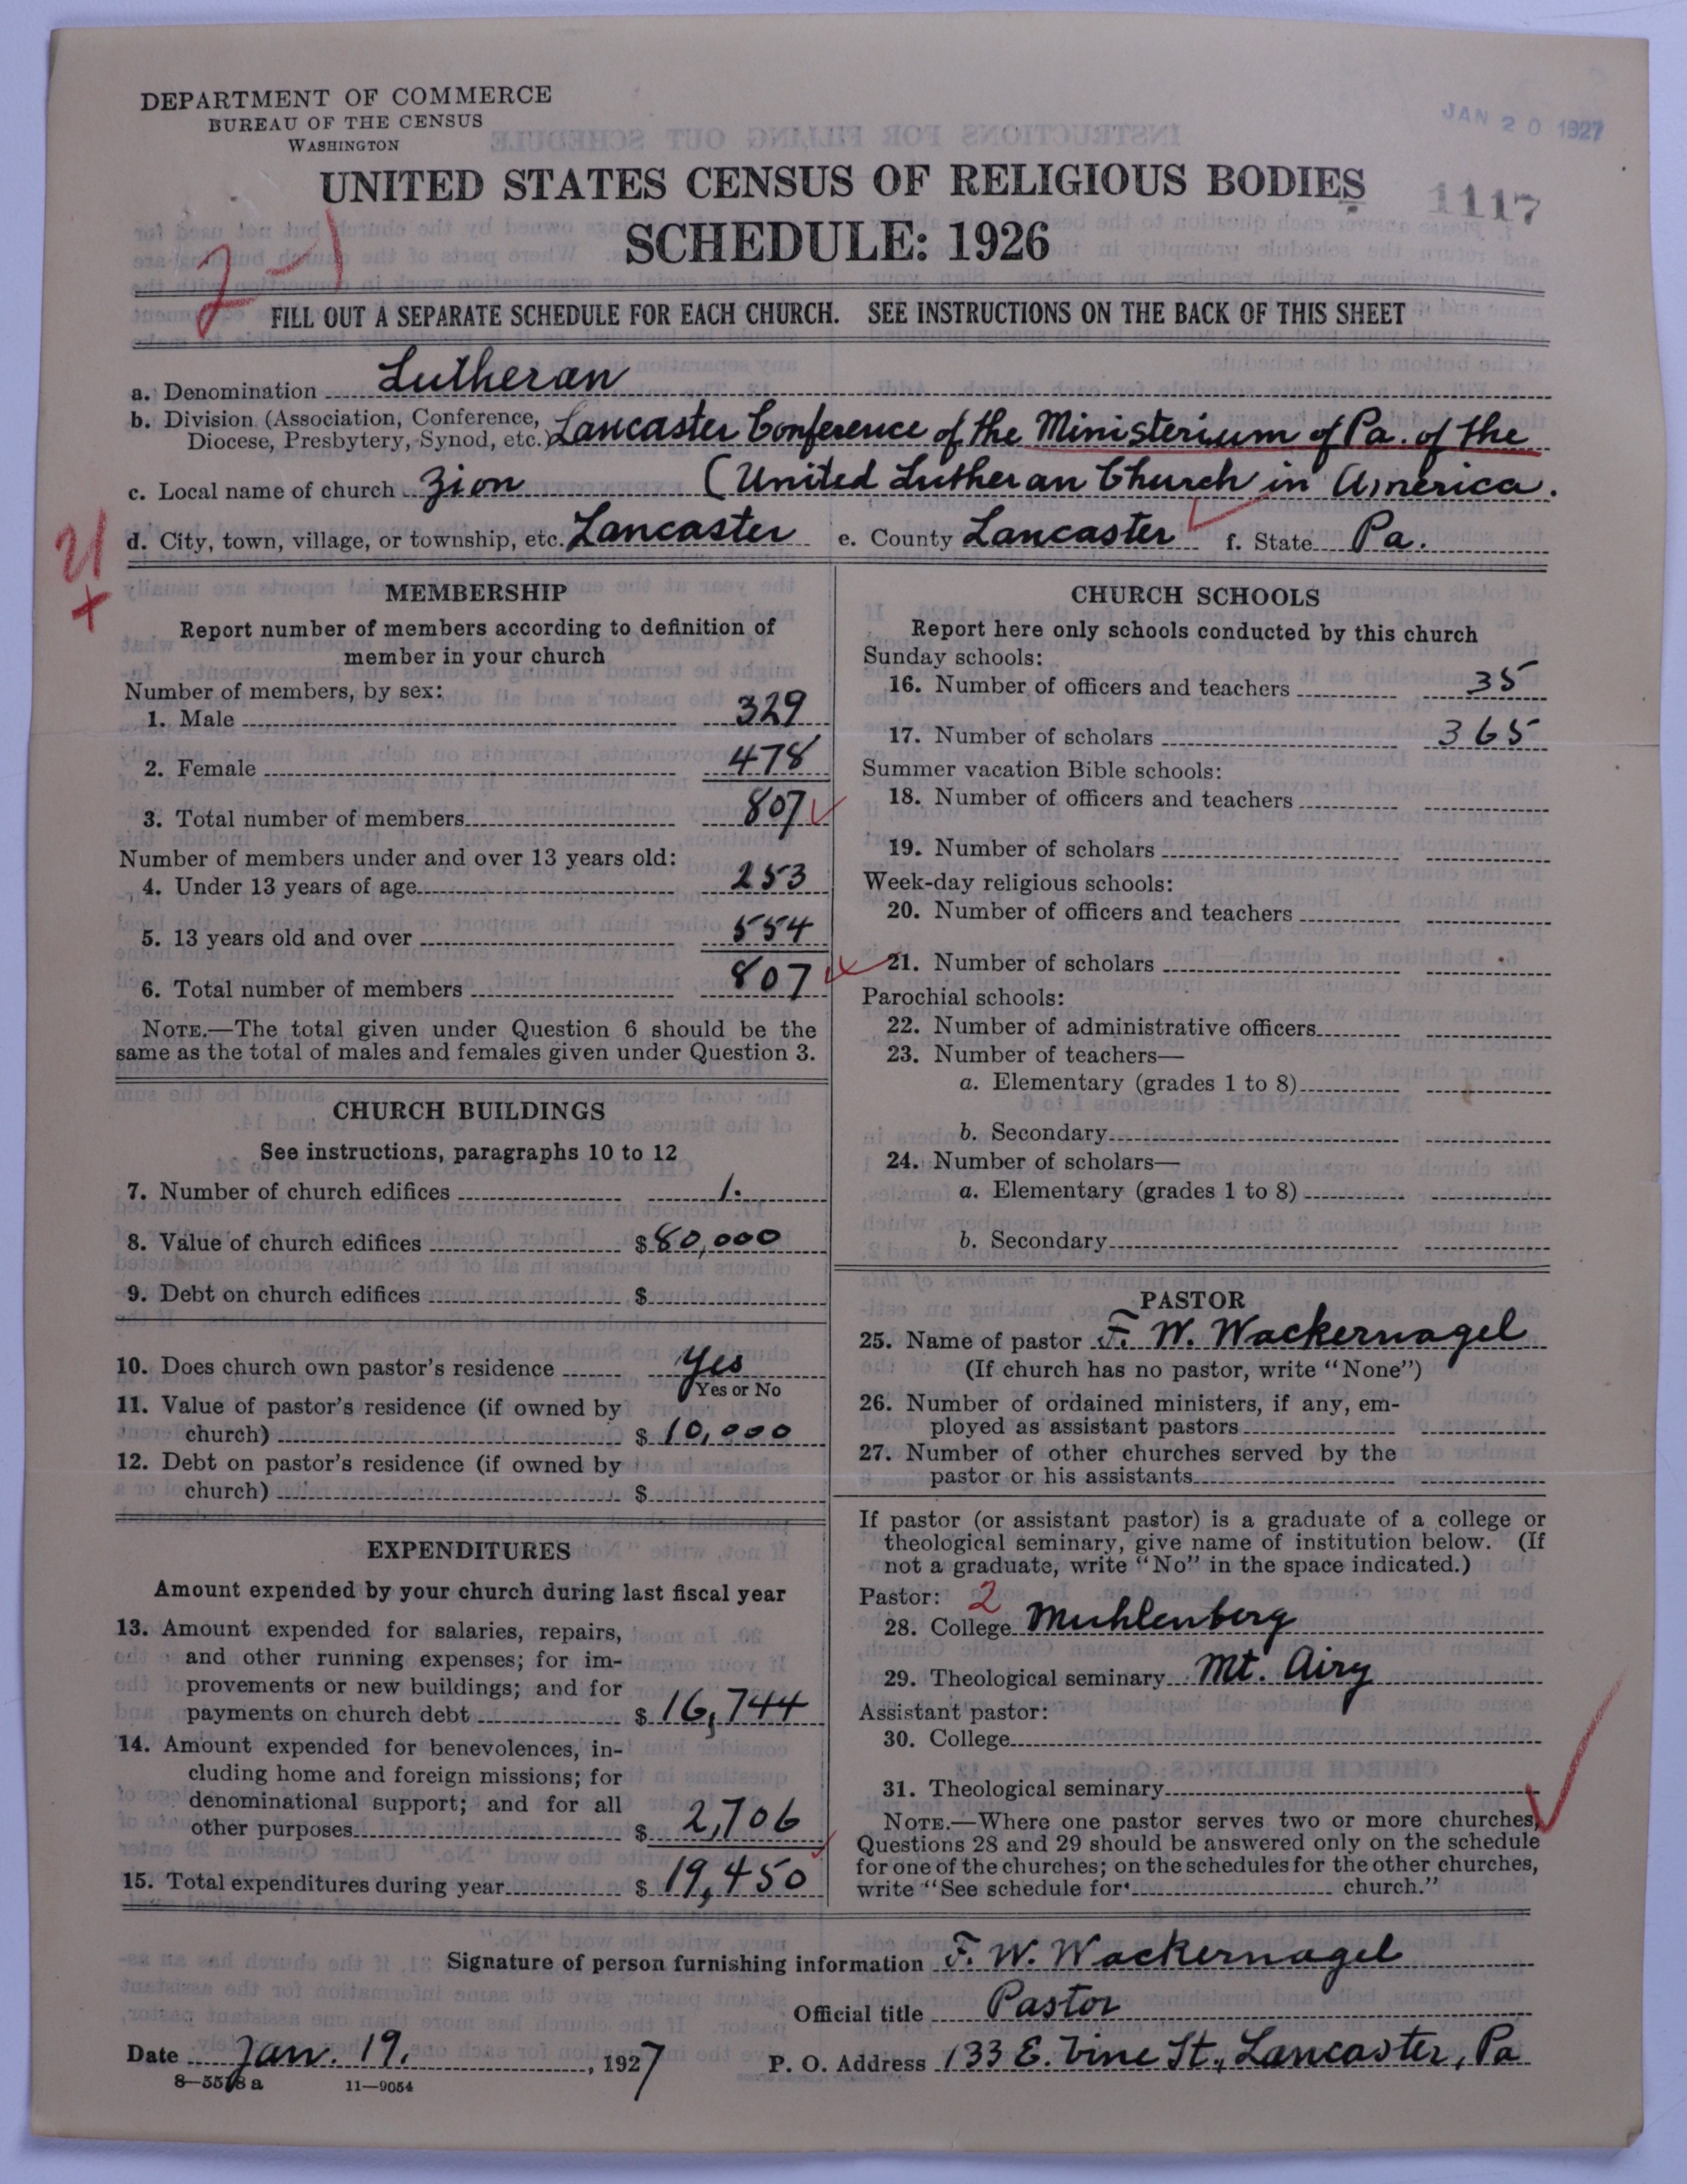 DEPARTMENT OF COMMERCE
BUREAU OF THE CENSUS
WASHINGTON
JAN 20 1927
UNITED STATES CENSUS OF RELIGIOUS BODIES
1117
SCHEDULE: 1926
FILL OUT A SEPARATE SCHEDULE FOR EACH CHURCH. SEE INSTRUCTIONS ON THE BACK OF THIS SHEET
a. Denomination Lutheran
b. Division (Association, Conference, Diocese, Presbytery, Synod, etc.) Lancaster Conference of the Ministerium of Pa. of the
c. Local name of church Zion (United Lutheran Church in America.
d. City, town, village, or township, etc. Lancaster e. County Lancaster f. State Pa.
MEMBERSHIP
Report number of members according to definition of
member in your church
Number of members, by sex:
1. Male 329
2. Female 478
3. Total number of members 807
Number of members under and over 13 years old:
4. Under 13 years of age 253
5. 13 years old and over 554
6. Total number of members 807
NOTE.—The total given under Question 6 should be the
same as the total of males and females given under Question 3.
CHURCH BUILDINGS
See instructions, paragraphs 10 to 12
7. Number of church edifices 1.
8. Value of church edifices $ 80,000
9. Debt on church edifices $
10. Does church own pastor's residence Yes
Yes or No
11. Value of pastor's residence (if owned by
church) $ 10,000
12. Debt on pastor's residence (if owned by
church) $
EXPENDITURES
Amount expended by your church during last fiscal year
13. Amount expended for salaries, repairs,
and other running expenses; for im-
provements or new buildings; and for
payments on church debt $ 16,744
14. Amount expended for benevolences, in-
cluding home and foreign missions; for
denominational support; and for all
other purposes $ 2,706
15. Total expenditures during year $ 19,450
CHURCH SCHOOLS
Report here only schools conducted by this church
Sunday schools:
16. Number of officers and teachers 35
17. Number of scholars 365
Summer vacation Bible schools:
18. Number of officers and teachers
19. Number of scholars
Week-day religious schools:
20. Number of officers and teachers
21. Number of scholars
Parochial schools:
22. Number of administrative officers
23. Number of teachers—
a. Elementary (grades 1 to 8)
b. Secondary
24. Number of scholars—
a. Elementary (grades 1 to 8)
b. Secondary
PASTOR
25. Name of pastor F. W. Wackernagel
(If church has no pastor, write "None")
26. Number of ordained ministers, if any, em-
ployed as assistant pastors
27. Number of other churches served by the
pastor or his assistants
If pastor (or assistant pastor) is a graduate of a college or
theological seminary, give name of institution below. (If
not a graduate, write "No" in the space indicated.)
Pastor: 2
28. College Muhlenberg
29. Theological seminary Mt. Airy
Assistant pastor:
30. College
31. Theological seminary
NOTE.—Where one pastor serves two or more churches,
Questions 28 and 29 should be answered only on the schedule
for one of the churches; on the schedules for the other churches,
write "See schedule for church."
Signature of person furnishing information F. W. Wackernagel
Official title Pastor
Date Jan. 19. , 1927 P. O. Address 133 E. Vine St., Lancaster, Pa
8—5518 a 11—9054